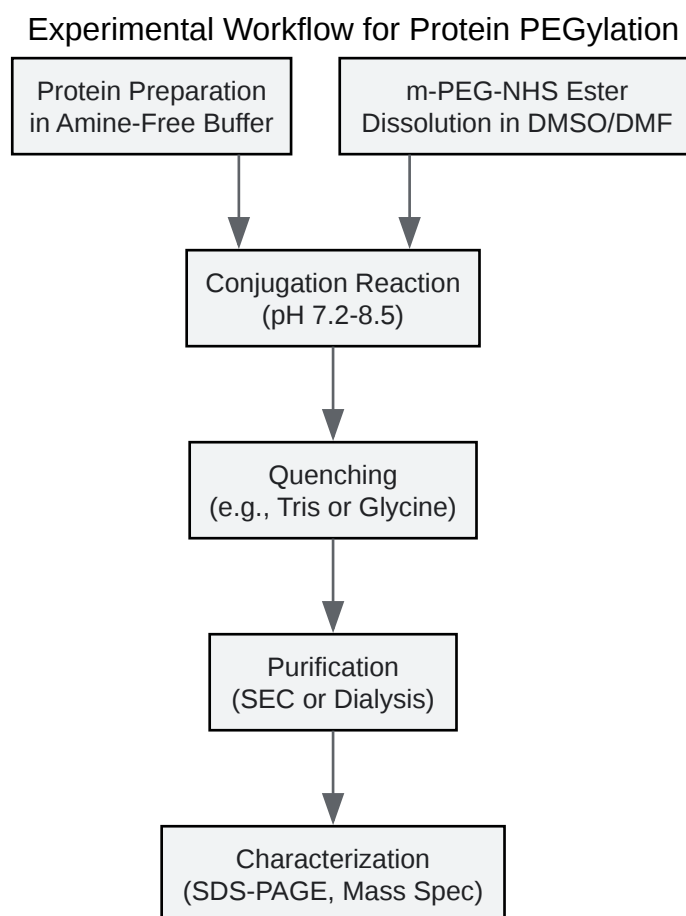 Experimental Workflow for Protein PEGylation
Protein Preparation
in Amine-Free Buffer
m-PEG-NHS Ester
Dissolution in DMSO/DMF
Conjugation Reaction
(pH 7.2-8.5)
Quenching
(e.g., Tris or Glycine)
Purification
(SEC or Dialysis)
Characterization
(SDS-PAGE, Mass Spec)